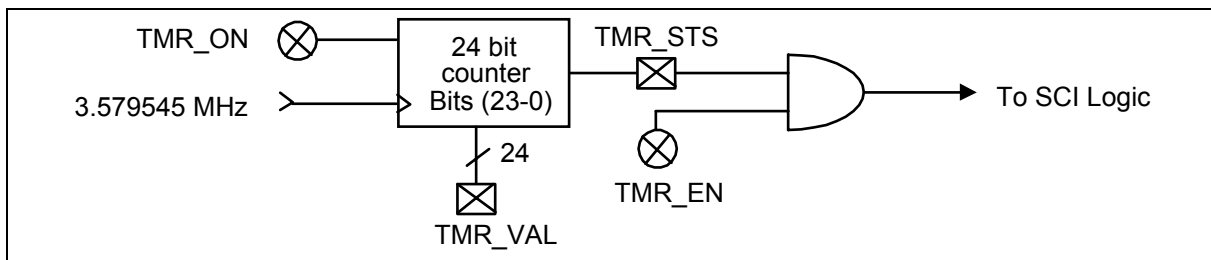 TMR_ON
24 bit
counter
Bits (23-0)
TMR_STS
3.579545 MHz
To SCI Logic
24
TMR_EN
TMR_VAL